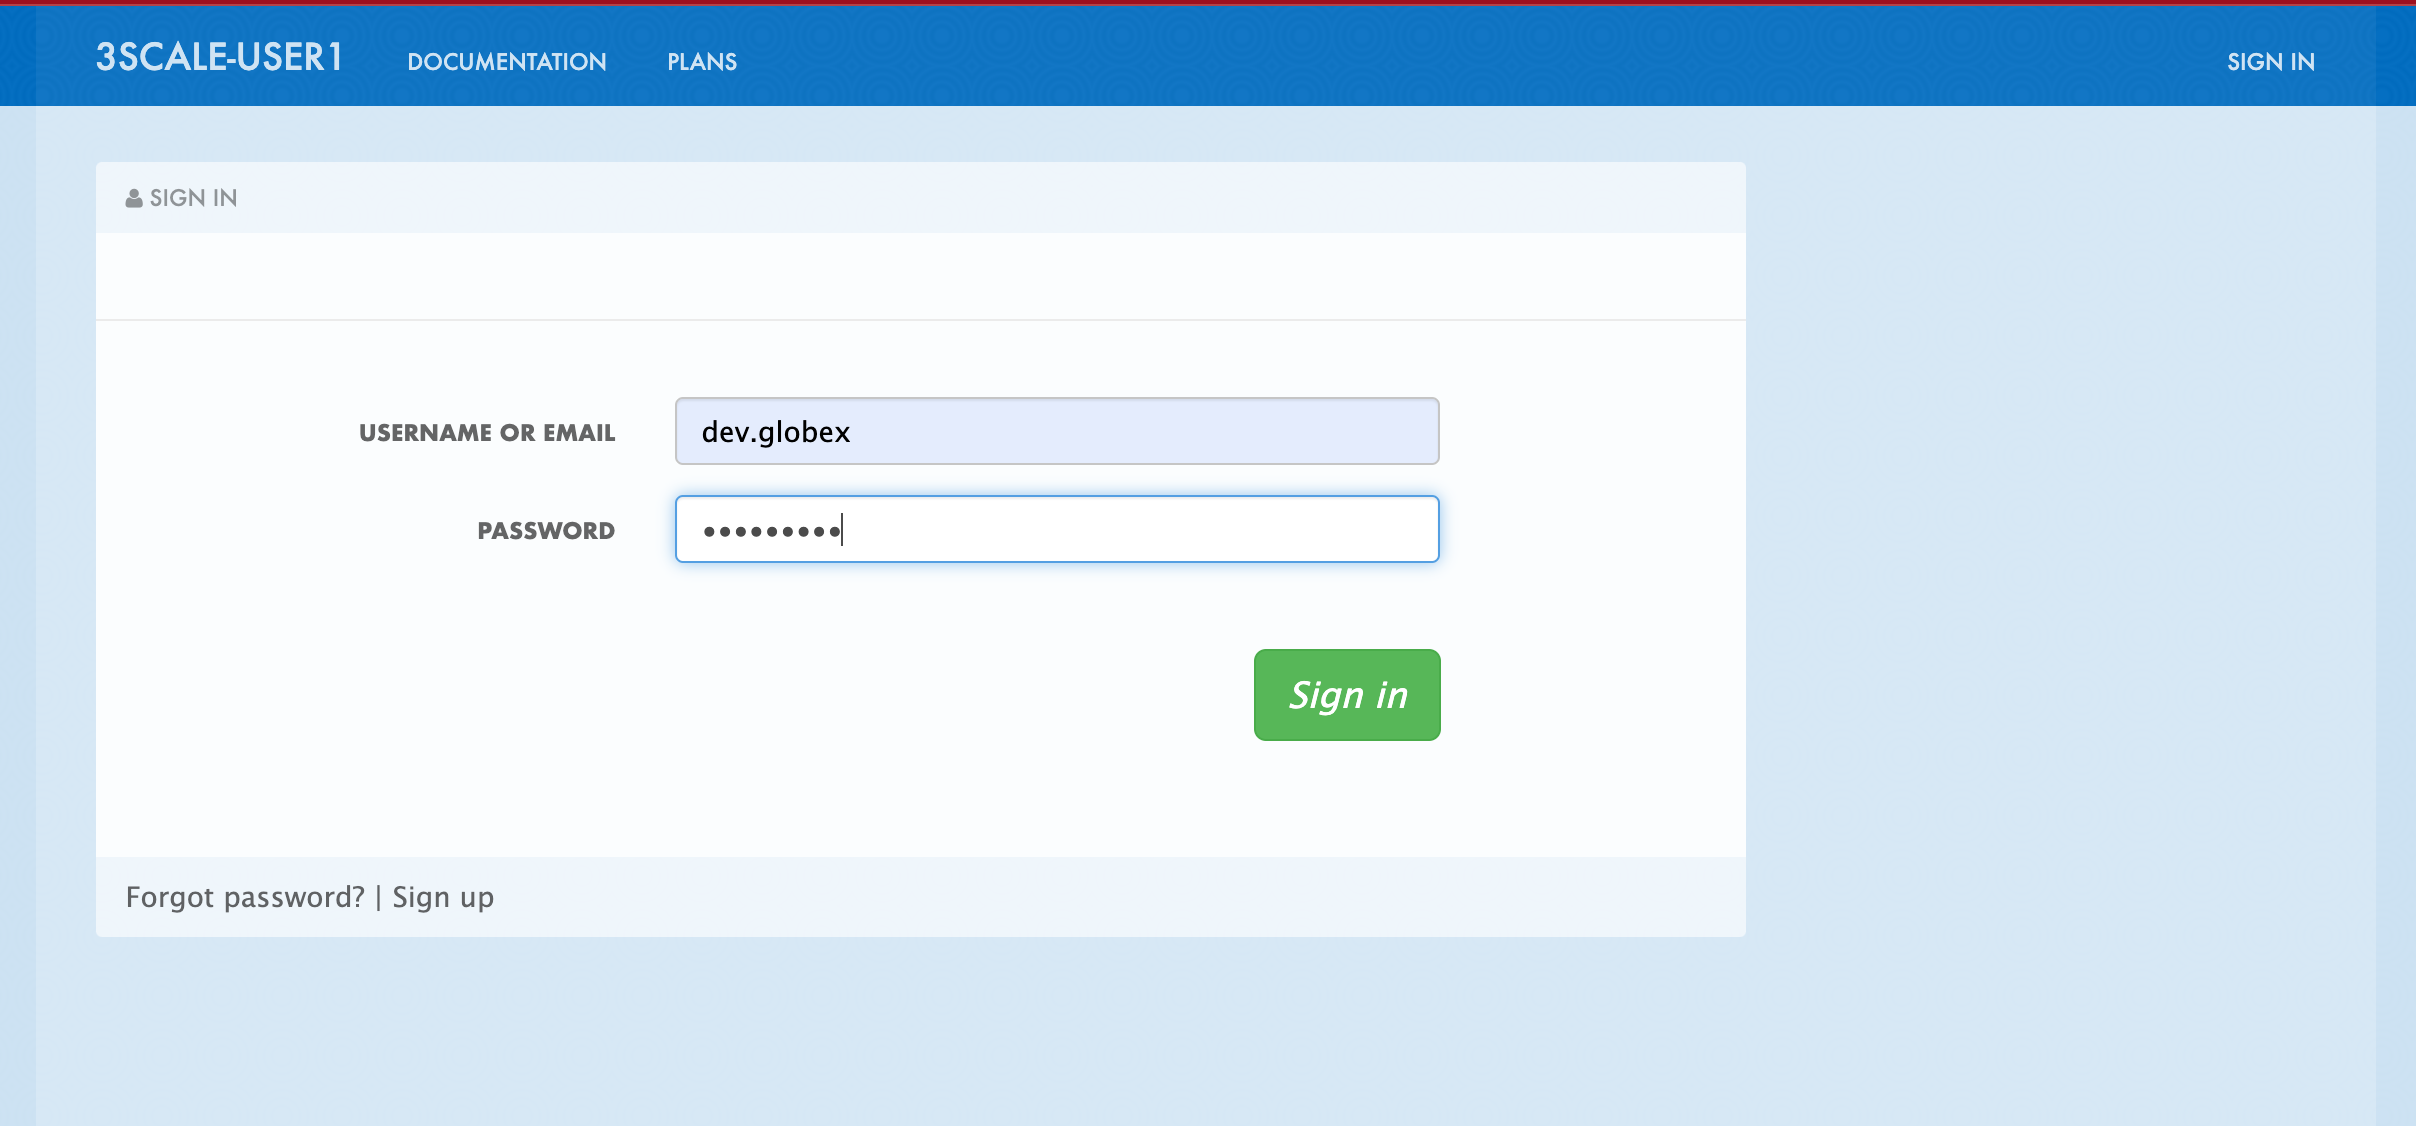 3SCALE-USER1 DOCUMENTATION PLANS SIGN IN
SIGN IN
USERNAME OR EMAIL dev.globex
PASSWORD •••••••••
Sign in
Forgot password? | Sign up